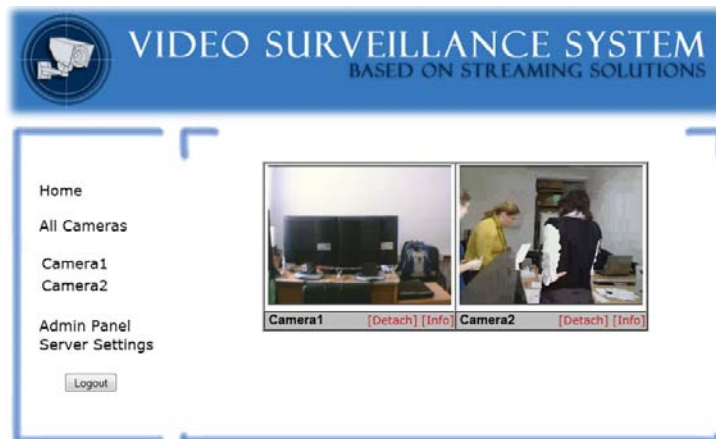 VIDEO SURVEILLANCE SYSTEM
BASED ON STREAMING SOLUTIONS
Home
All Cameras
Camera1
Camera2
Admin Panel
Server Settings
Logout
Camera1 [Detach] [Info]
Camera2 [Detach] [Info]